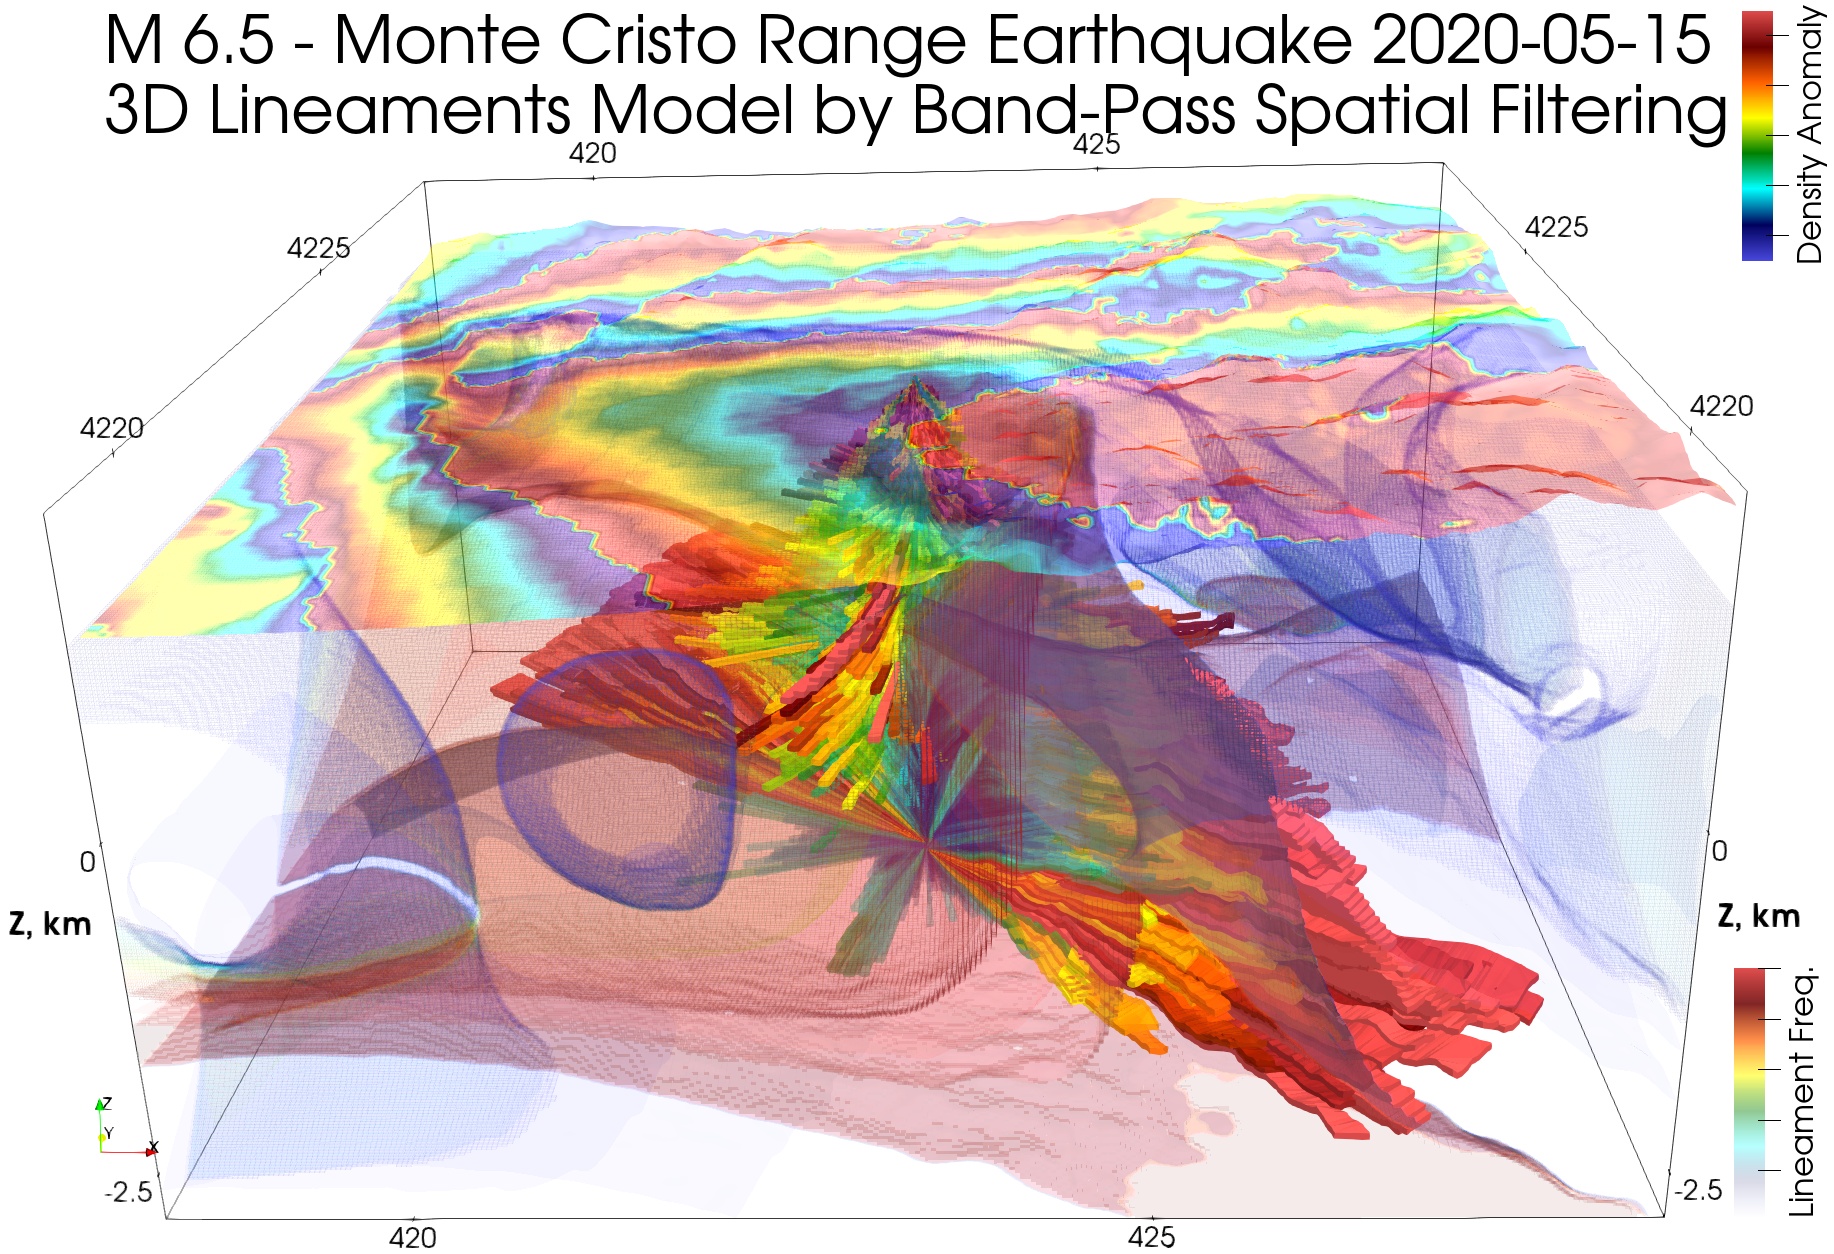 M 6.5 - Monte Cristo Range Earthquake 2020-05-15
3D Lineaments Model by Band-Pass Spatial Filtering
Density Anomaly
420
425
4225
4225
4220
4220
0
0
Z, km
Z, km
Lineament Freq.
Z
Y
X
-2.5
-2.5
420
425